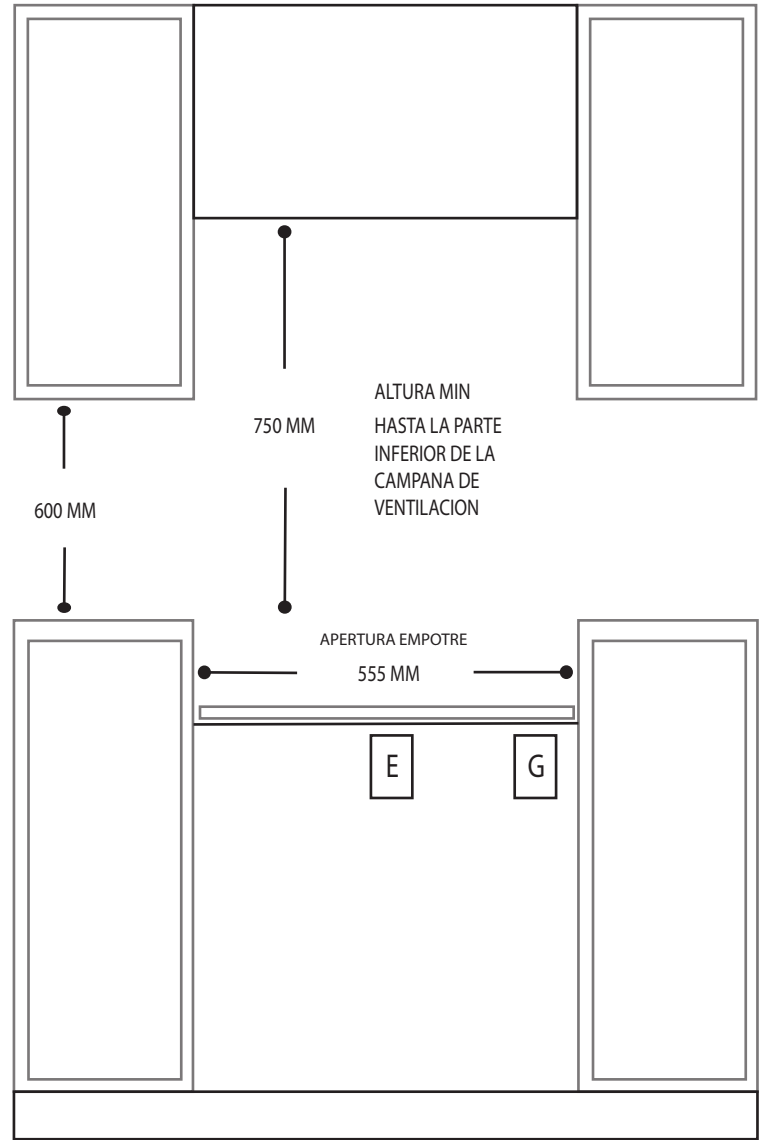 ALTURA MIN
750 MM
HASTA LA PARTE
INFERIOR DE LA
CAMPANA DE
VENTILACION
600 MM
APERTURA EMPOTRE
555 MM
E
G